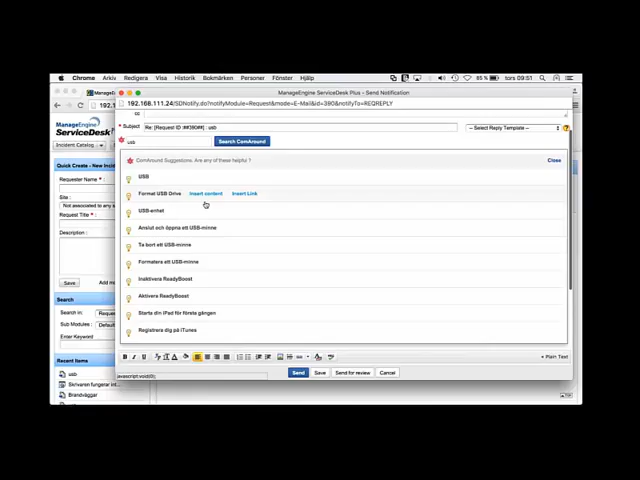 Chrome Arkiv Redigera Visa Historik Bokmärken Personer Fönster Hjälp 85 % tors 09:51
ManageEngine ServiceDesk Plus - Send Notification
192.168.111.24/SDNotify.do?notifyModule=Request&mode=E-Mail&id=390&notifyTo=REQREPLY
cc
* Subject Re: [Request ID :##390##] : usb -- Select Reply Template --
usb Search ComAround
ComAround Suggestions. Are any of these helpful ? Close
USB
Format USB Drive Insert content Insert Link
USB-enhet
Anslut och öppna ett USB-minne
Ta bort ett USB-minne
Formatera ett USB-minne
Inaktivera ReadyBoost
Aktivera ReadyBoost
Starta din iPad för första gången
Registrera dig på iTunes
B I U Plain Text
Send Save Send for review Cancel
javascript:void(0);
ManageEngine
ServiceDesk
Incident Catalog
Quick Create - New Incid
Requester Name *
Site :
Not associated to any s
Request Title * :
Description :
Save Add mo
Search
Search in: Reque
Sub Modules : Default
Enter Keyword
Recent Items
usb
Skrivaren fungerar int
Brandväggar